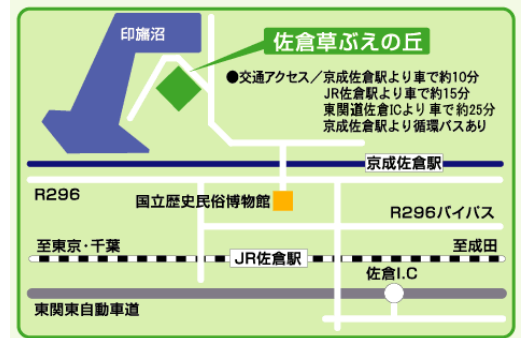 印旛沼
佐倉草ぶえの丘
●交通アクセス／京成佐倉駅より車で約10分
JR佐倉駅より車で約15分
東関道佐倉ICより車で約25分
京成佐倉駅より循環バスあり
京成佐倉駅
R296
国立歴史民俗博物館
R296バイパス
至東京・千葉
至成田
JR佐倉駅
佐倉I.C
東関東自動車道